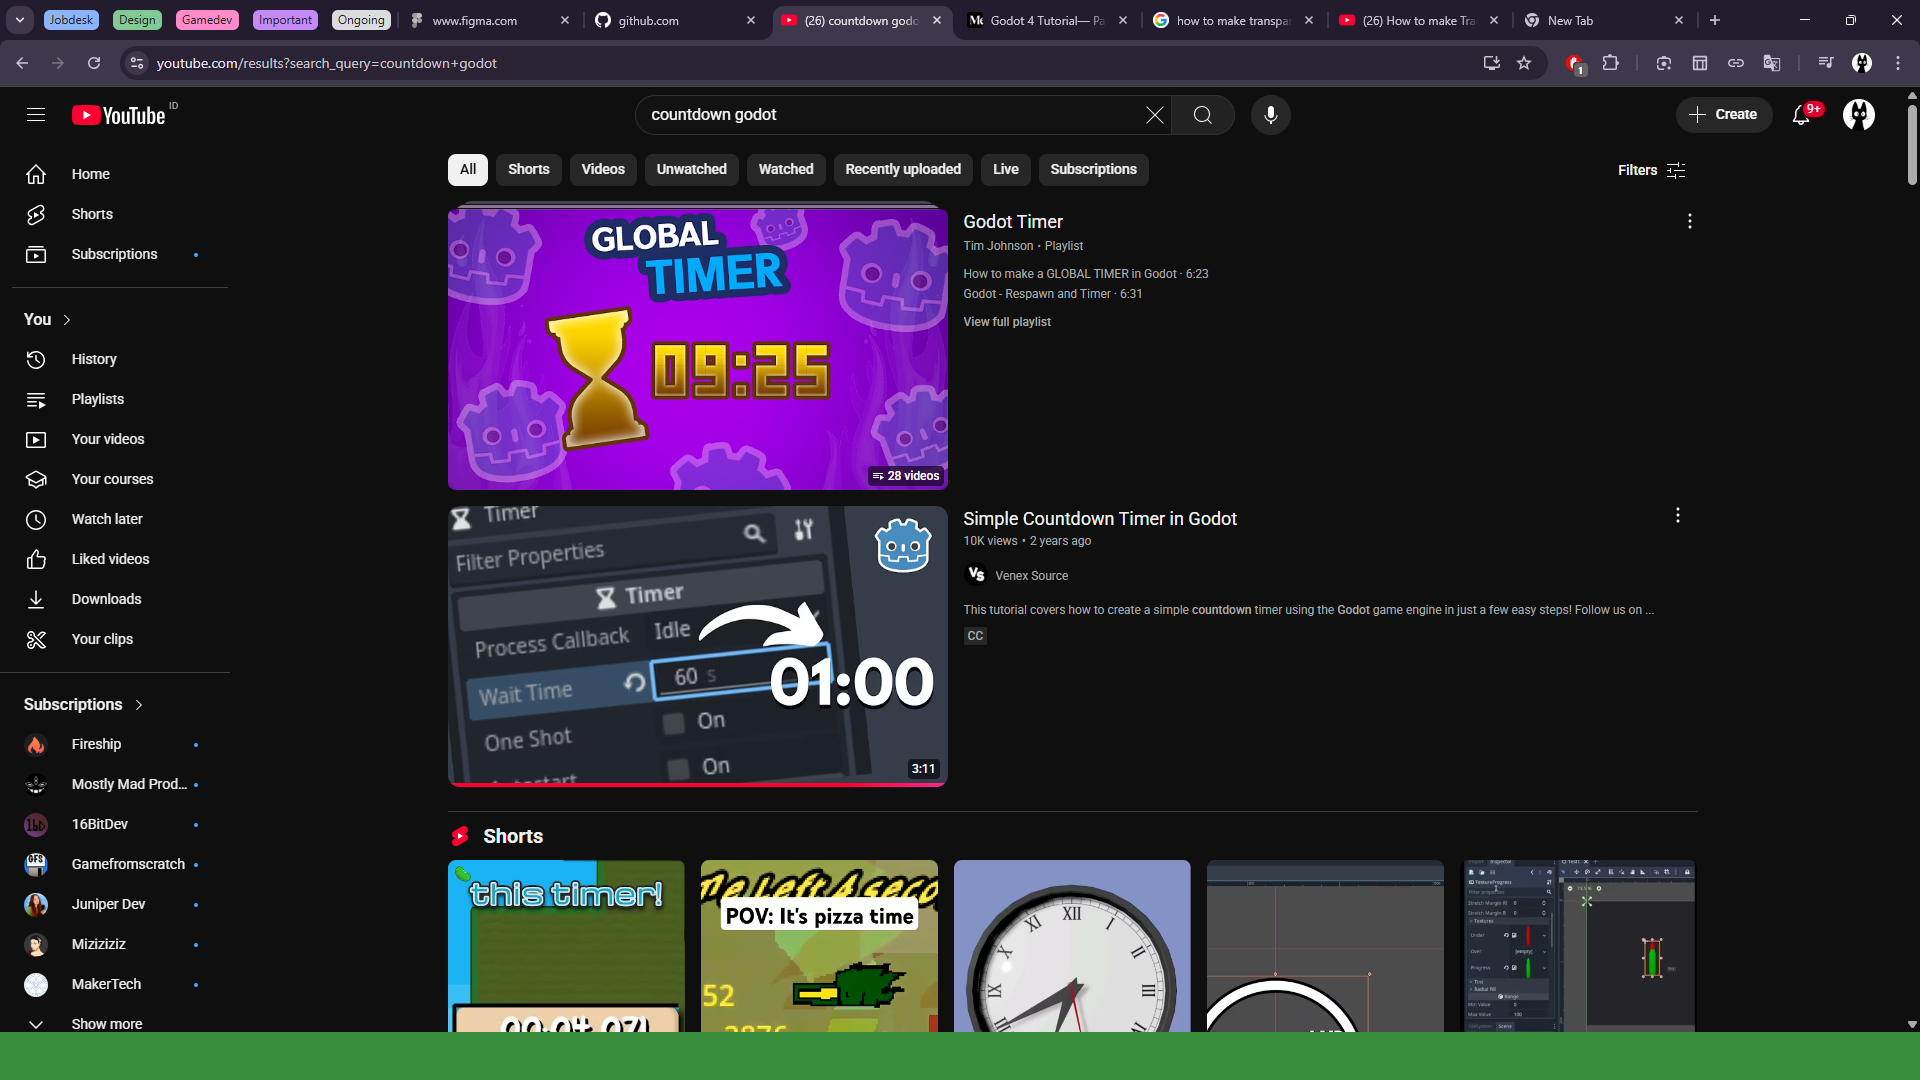 Jobdesk
Design
Gamedev
Important
Ongoing
www.figma.com
github.com
(26) countdown godo
Godot 4 Tutorial— Pa
how to make transpar
(26) How to make Tra
New Tab
youtube.com/results?search_query=countdown+godot
1
YouTube ID
countdown godot
Create
9+
Home
Shorts
Subscriptions
You
History
Playlists
Your videos
Your courses
Watch later
Liked videos
Downloads
Your clips
Subscriptions
Fireship
Mostly Mad Prod...
16BitDev
Gamefromscratch
Juniper Dev
Miziziziz
MakerTech
Show more
All
Shorts
Videos
Unwatched
Watched
Recently uploaded
Live
Subscriptions
Filters
GLOBAL
TIMER
09:25
28 videos
Godot Timer
Tim Johnson • Playlist
How to make a GLOBAL TIMER in Godot · 6:23
Godot - Respawn and Timer · 6:31
View full playlist
Timer
Filter Properties
Timer
Process Callback Idle
Wait Time 60 s
One Shot On
Autostart On
01:00
3:11
Simple Countdown Timer in Godot
10K views • 2 years ago
VS
Venex Source
This tutorial covers how to create a simple countdown timer using the Godot game engine in just a few easy steps! Follow us on ...
CC
Shorts
this timer!
POV: It's pizza time
52
XII
I
II
III
IX
X
XI